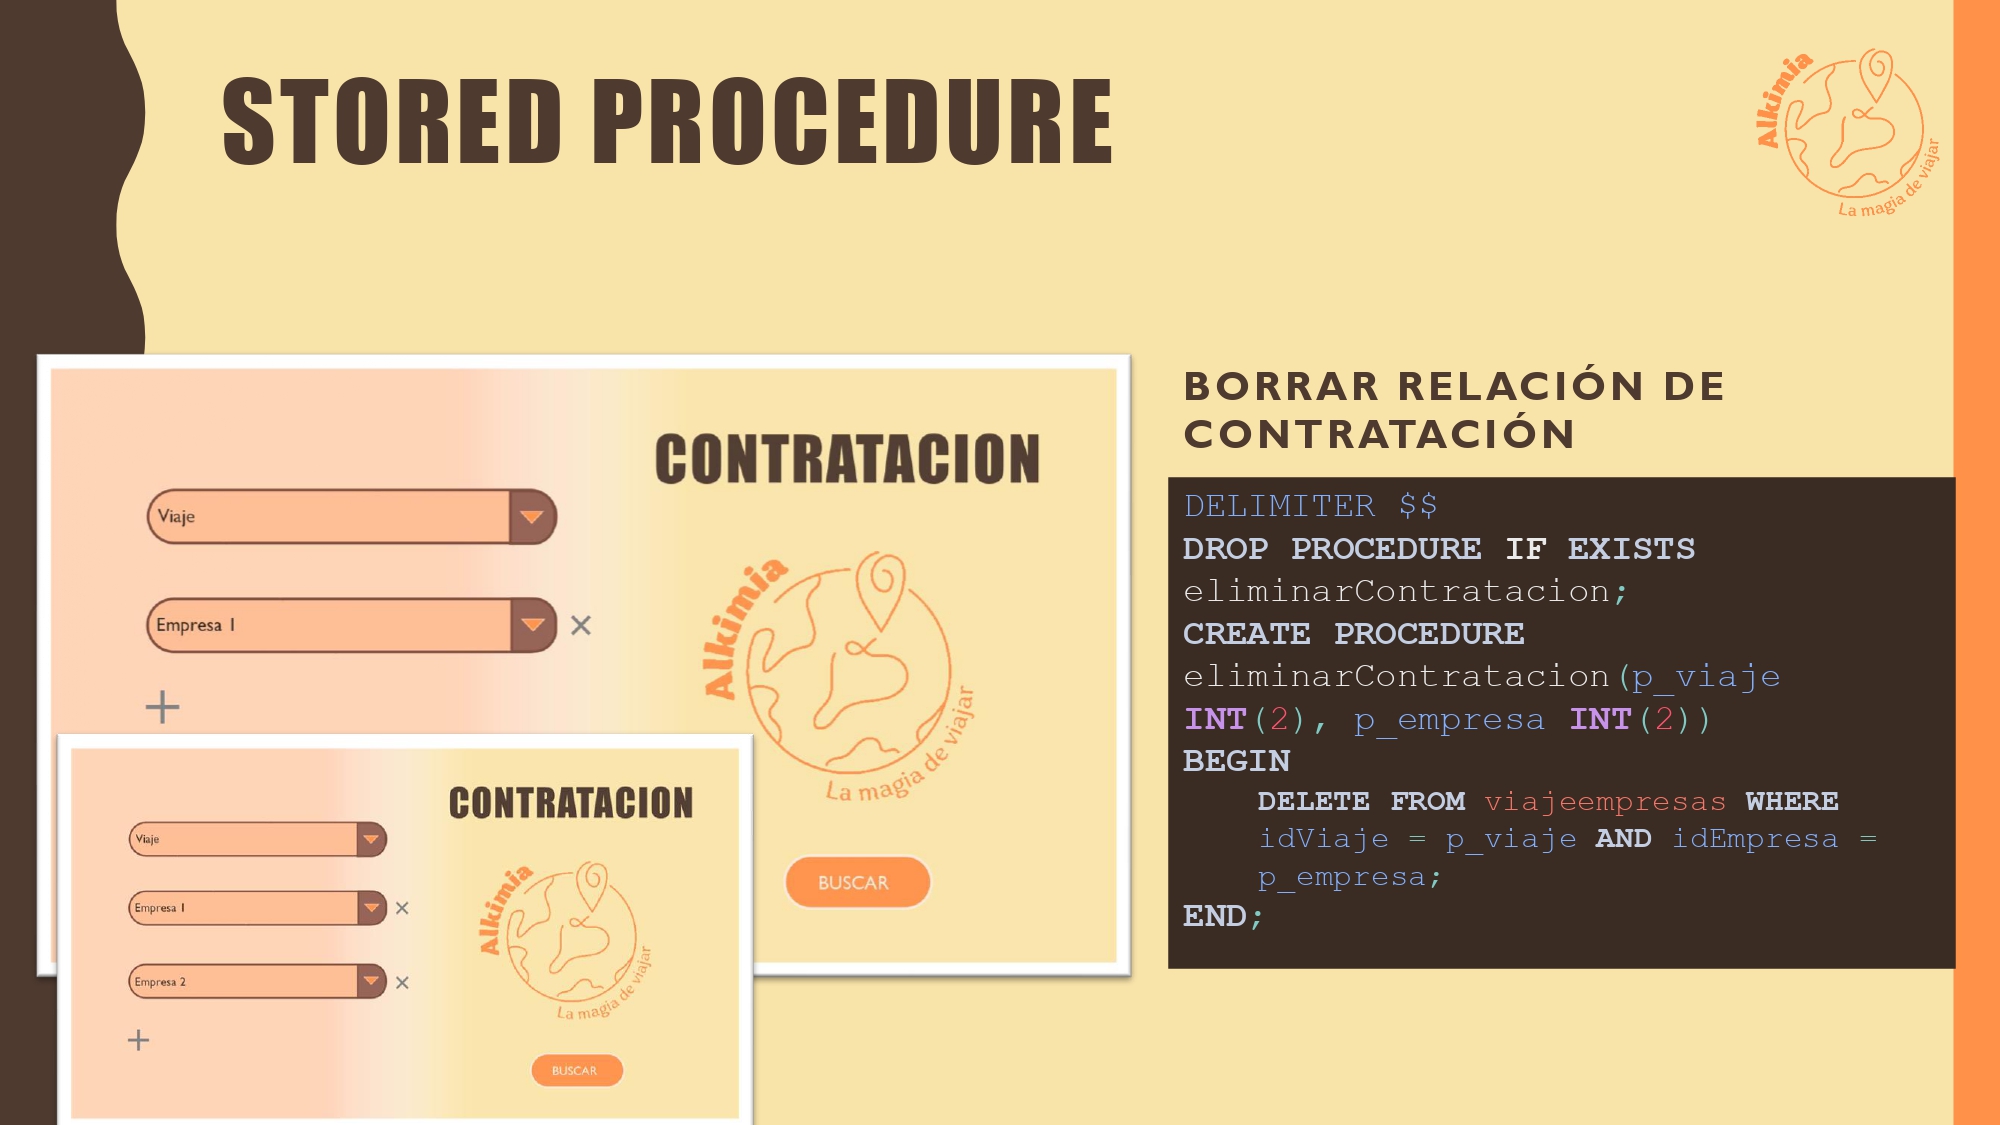 STORED PROCEDURE
Alkimia
La magia de viajar
CONTRATACION
Viaje
Empresa 1
Alkimia
La magia de viajar
BUSCAR
CONTRATACION
Viaje
Empresa 1
Empresa 2
Alkimia
La magia de viajar
BUSCAR
BORRAR RELACIÓN DE
CONTRATACIÓN
DELIMITER $$
DROP PROCEDURE IF EXISTS
eliminarContratacion;
CREATE PROCEDURE
eliminarContratacion(p_viaje
INT(2), p_empresa INT(2))
BEGIN
DELETE FROM viajeempresas WHERE
idViaje = p_viaje AND idEmpresa =
p_empresa;
END;